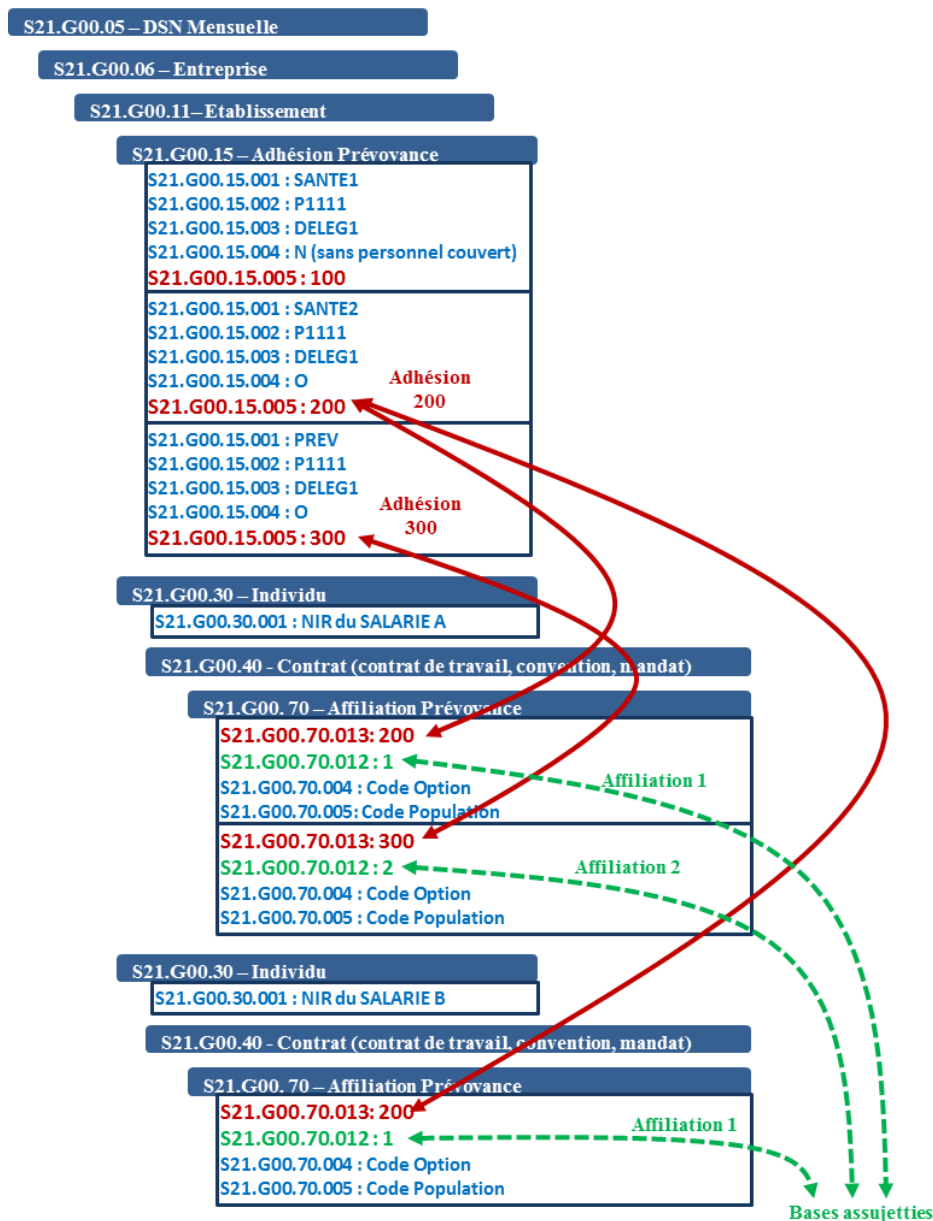 S21.G00.05 – DSN Mensuelle
S21.G00.06 – Entreprise
S21.G00.11– Etablissement
S21.G00.15 – Adhésion Prévoyance
S21.G00.15.001 : SANTE1
S21.G00.15.002 : P1111
S21.G00.15.003 : DELEG1
S21.G00.15.004 : N (sans personnel couvert)
S21.G00.15.005 : 100
S21.G00.15.001 : SANTE2
S21.G00.15.002 : P1111
S21.G00.15.003 : DELEG1
S21.G00.15.004 : O
S21.G00.15.005 : 200
Adhésion
200
S21.G00.15.001 : PREV
S21.G00.15.002 : P1111
S21.G00.15.003 : DELEG1
S21.G00.15.004 : O
S21.G00.15.005 : 300
Adhésion
300
S21.G00.30 – Individu
S21.G00.30.001 : NIR du SALARIE A
S21.G00.40 - Contrat (contrat de travail, convention, mandat)
S21.G00. 70 – Affiliation Prévoyance
S21.G00.70.013: 200
S21.G00.70.012 : 1
S21.G00.70.004 : Code Option
S21.G00.70.005: Code Population
Affiliation 1
S21.G00.70.013: 300
S21.G00.70.012 : 2
S21.G00.70.004 : Code Option
S21.G00.70.005 : Code Population
Affiliation 2
S21.G00.30 – Individu
S21.G00.30.001 : NIR du SALARIE B
S21.G00.40 - Contrat (contrat de travail, convention, mandat)
S21.G00. 70 – Affiliation Prévoyance
S21.G00.70.013: 200
S21.G00.70.012 : 1
S21.G00.70.004 : Code Option
S21.G00.70.005 : Code Population
Affiliation 1
Bases assujetties